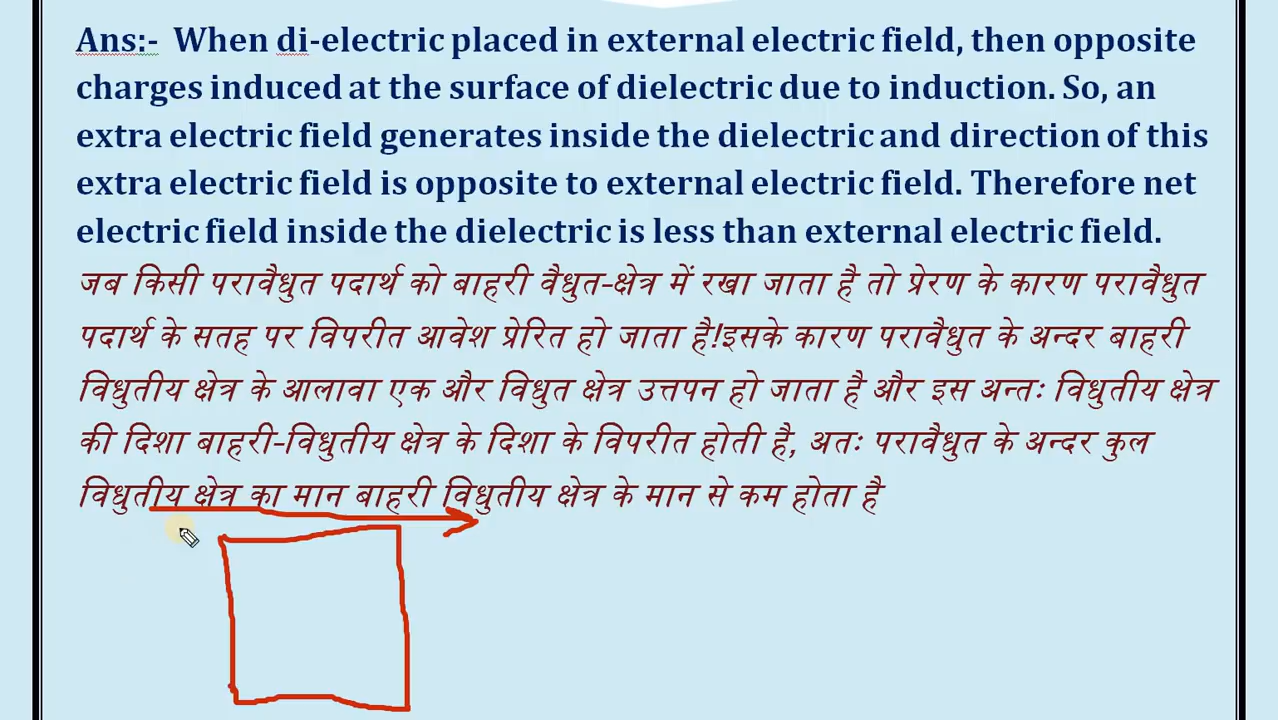 Ans:- When di-electric placed in external electric field, then opposite
charges induced at the surface of dielectric due to induction. So, an
extra electric field generates inside the dielectric and direction of this
extra electric field is opposite to external electric field. Therefore net
electric field inside the dielectric is less than external electric field.
जब किसी परावैधुत पदार्थ को बाहरी वैधुत-क्षेत्र में रखा जाता है तो प्रेरण के कारण परावैधुत
पदार्थ के सतह पर विपरीत आवेश प्रेरित हो जाता है!इसके कारण परावैधुत के अन्दर बाहरी
विधुतीय क्षेत्र के आलावा एक और विधुत क्षेत्र उत्तपन हो जाता है और इस अन्तः विधुतीय क्षेत्र
की दिशा बाहरी-विधुतीय क्षेत्र के दिशा के विपरीत होती है, अतः परावैधुत के अन्दर कुल
विधुतीय क्षेत्र का मान बाहरी विधुतीय क्षेत्र के मान से कम होता है